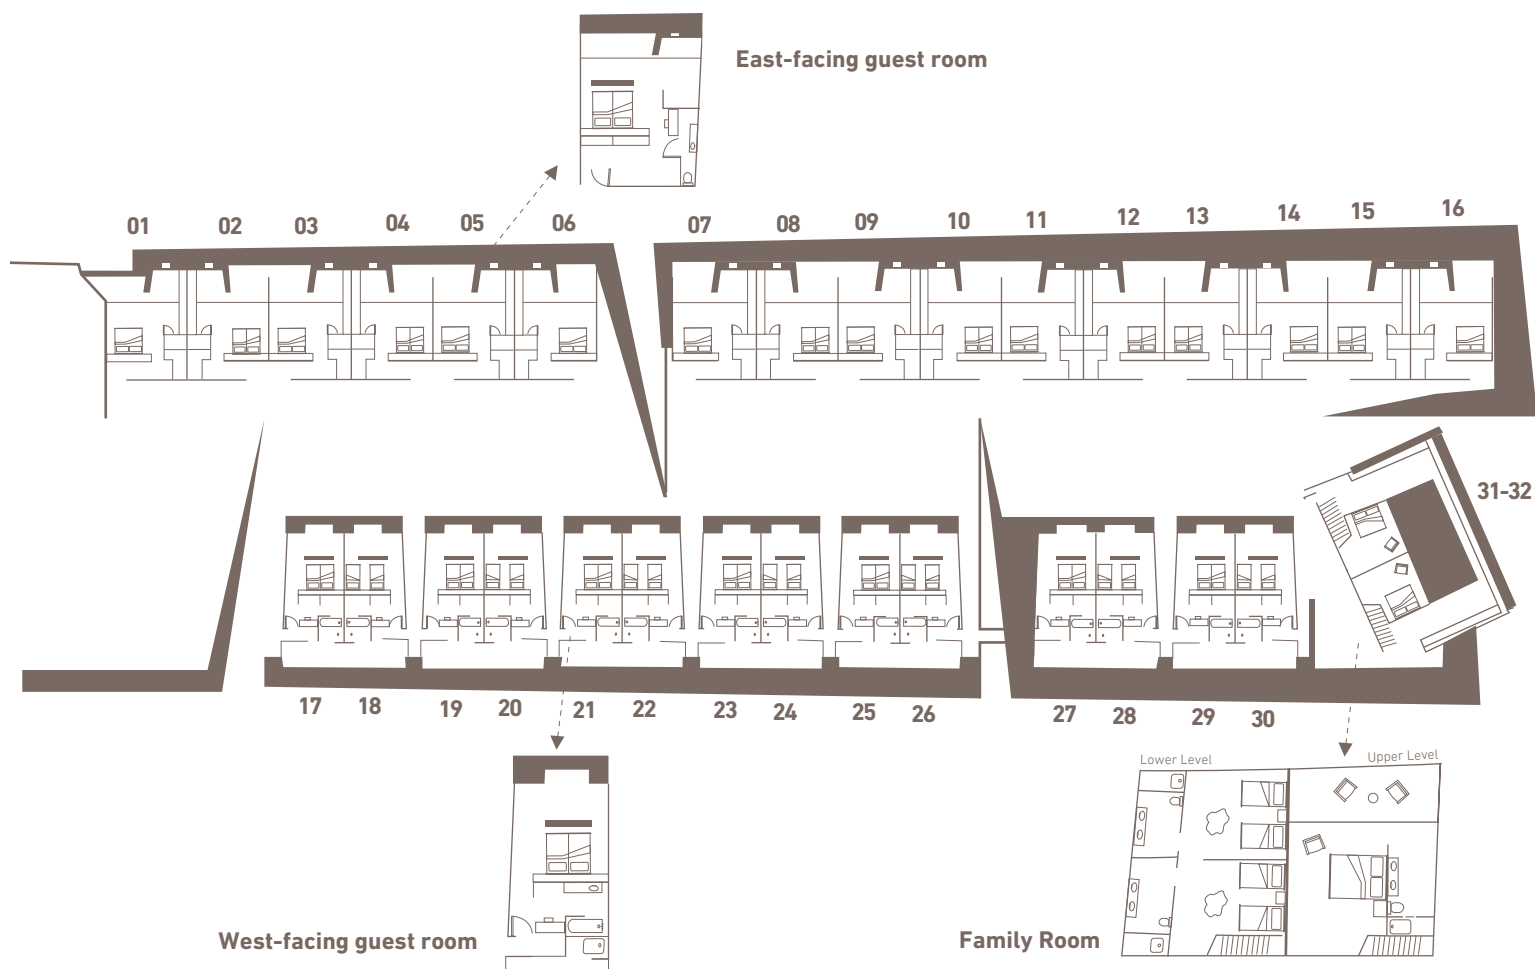 East-facing guest room
01 02 03 04 05 06 07 08 09 10 11 12 13 14 15 16
31-32
17 18 19 20 21 22 23 24 25 26 27 28 29 30
Lower Level Upper Level
West-facing guest room
Family Room